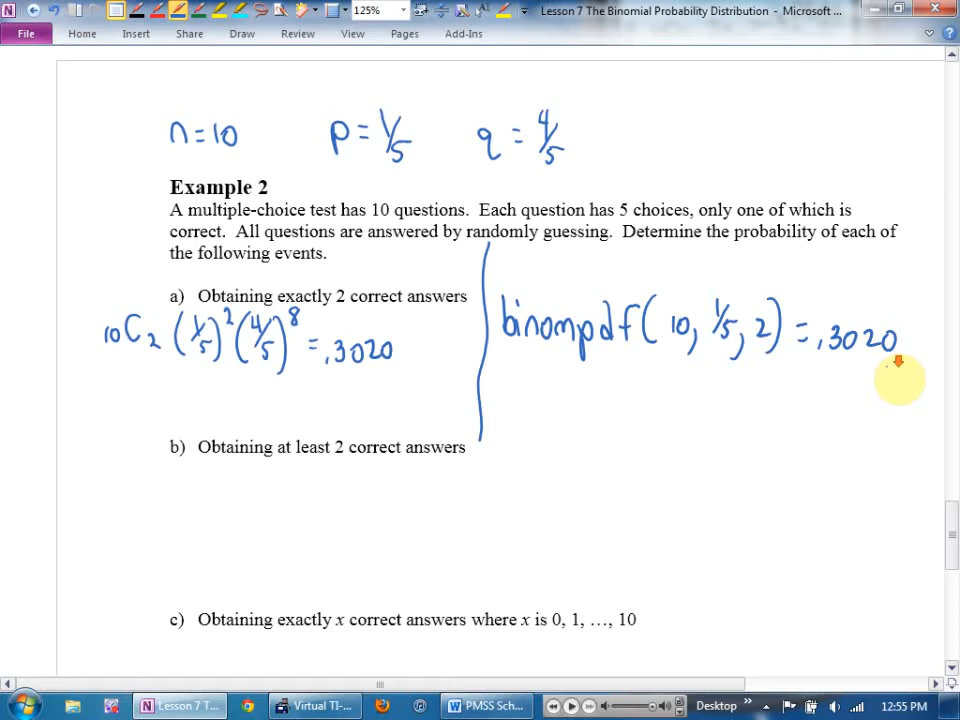 125%
Lesson 7 The Binomial Probability Distribution - Microsoft ...
File Home Insert Share Draw Review View Pages Add-Ins
n=10 p=1/5 q=4/5
Example 2
A multiple-choice test has 10 questions. Each question has 5 choices, only one of which is
correct. All questions are answered by randomly guessing. Determine the probability of each of
the following events.
a) Obtaining exactly 2 correct answers
10C2 (1/5)^2 (4/5)^8 = .3020
binompdf(10, 1/5, 2) = .3020
b) Obtaining at least 2 correct answers
c) Obtaining exactly x correct answers where x is 0, 1, …, 10
Lesson 7 T... Virtual TI-... PMSS Sch... Desktop » 12:55 PM